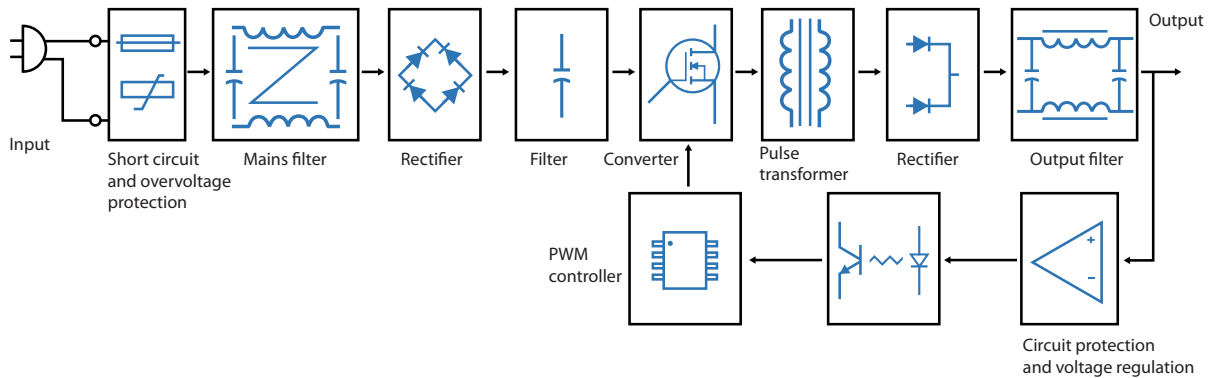 Output
Input
Short circuit
and overvoltage
protection
Mains filter
Rectifier
Filter
Converter
Pulse
transformer
Rectifier
Output filter
PWM
controller
+
-
Circuit protection
and voltage regulation